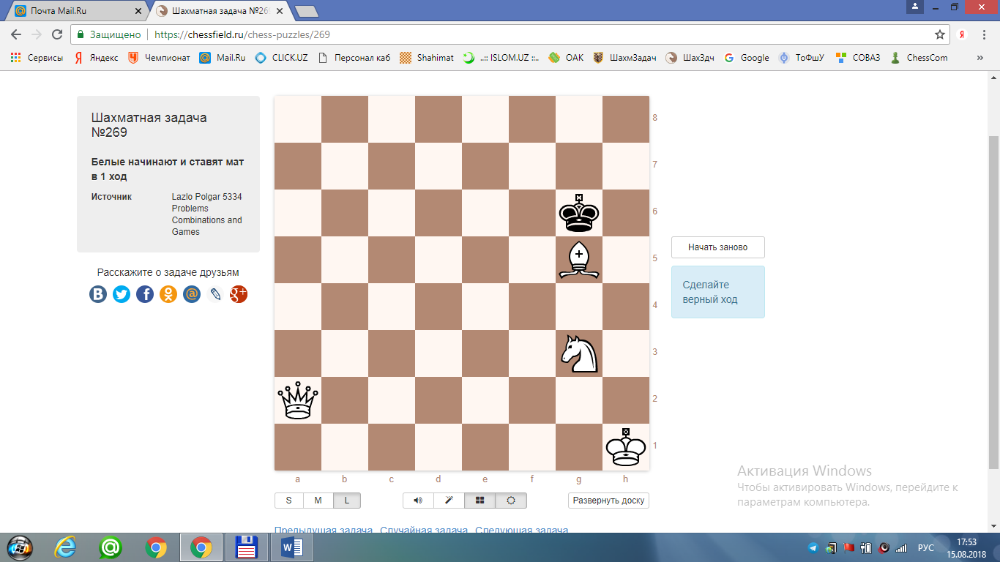 Почта Mail.Ru
Шахматная задача №269
Защищено https://chessfield.ru/chess-puzzles/269
Сервисы Яндекс Чемпионат Mail.Ru CLICK.UZ Персонал каб Shahimat ..:: ISLOM.UZ ::.. ОАК ШахмЗадач ШахЗдч Google ТоФшУ СОВАЗ ChessCom »
Шахматная задача
№269
Белые начинают и ставят мат
в 1 ход
Источник Lazlo Polgar 5334
Problems
Combinations and
Games
Расскажите о задаче друзьям
8
7
6
5
4
3
2
1
a b c d e f g h
Начать заново
Сделайте
верный ход
S M L
Развернуть доску
Предыдущая задача Случайная задача Следующая задача
Активация Windows
Чтобы активировать Windows, перейдите к
параметрам компьютера.
РУС
17:53
15.08.2018